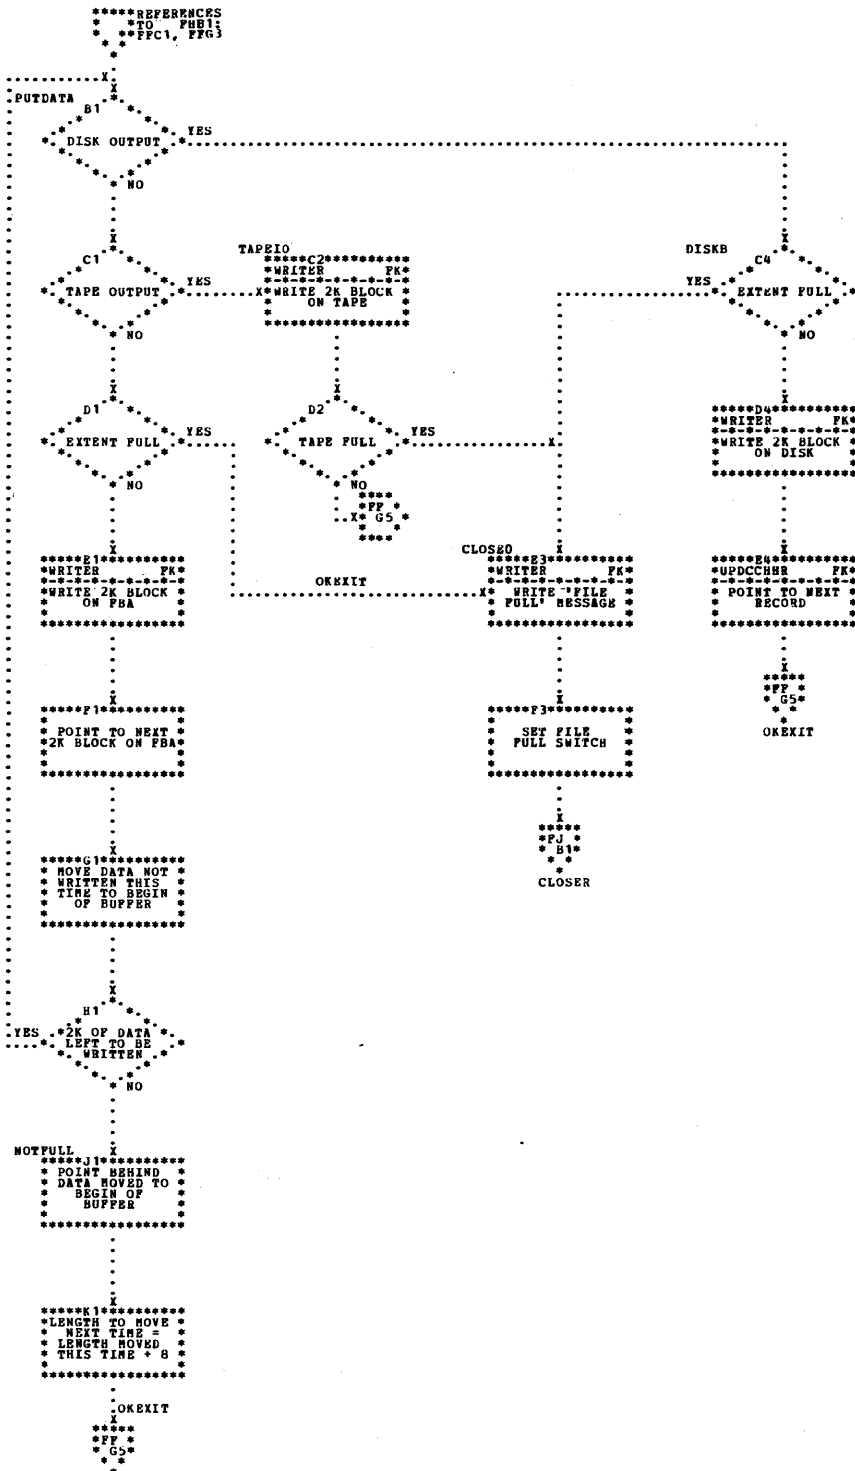 REFERENCES
TO FHB1:
FFC1, FFG3
PUTDATA
B1
YES
DISK OUTPUT
NO
C1
YES
TAPE OUTPUT
NO
TAPEIO
C2
WRITER FK
WRITE 2K BLOCK
ON TAPE
DISKB
C4
YES
EXTENT FULL
NO
D1
YES
EXTENT FULL
NO
D2
YES
TAPE FULL
NO
FF
G5
D4
WRITER FK
WRITE 2K BLOCK
ON DISK
E1
WRITER FK
WRITE 2K BLOCK
ON FBA
OKEXIT
CLOSEO
E3
WRITER FK
WRITE 'FILE
FULL' MESSAGE
E4
UPDCCHHR FK
POINT TO NEXT
RECORD
FF
G5
OKEXIT
F1
POINT TO NEXT
2K BLOCK ON FBA
F3
SET FILE
FULL SWITCH
FJ
B1
CLOSER
G1
MOVE DATA NOT
WRITTEN THIS
TIME TO BEGIN
OF BUFFER
H1
YES
2K OF DATA
LEFT TO BE
WRITTEN
NO
NOTFULL
J1
POINT BEHIND
DATA MOVED TO
BEGIN OF
BUFFER
K1
LENGTH TO MOVE
NEXT TIME =
LENGTH MOVED
THIS TIME + 8
OKEXIT
FF
G5